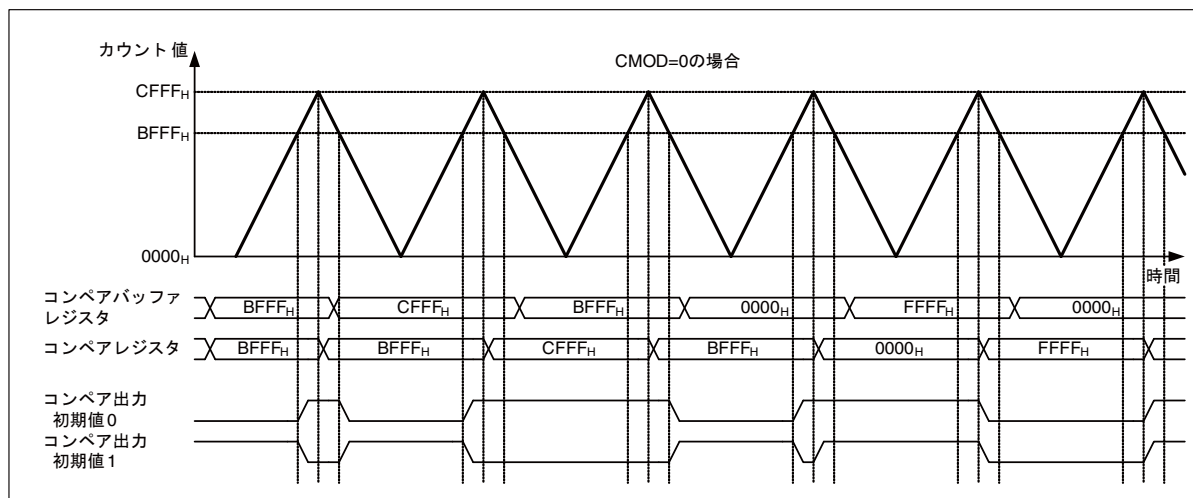 カウント値
CMOD=0の場合
CFFFH
BFFFH
0000H
時間
コンペアバッファ
レジスタ
BFFFH CFFFH BFFFH 0000H FFFFH 0000H
コンペアレジスタ
BFFFH BFFFH CFFFH BFFFH 0000H FFFFH
コンペア出力
初期値0
コンペア出力
初期値1